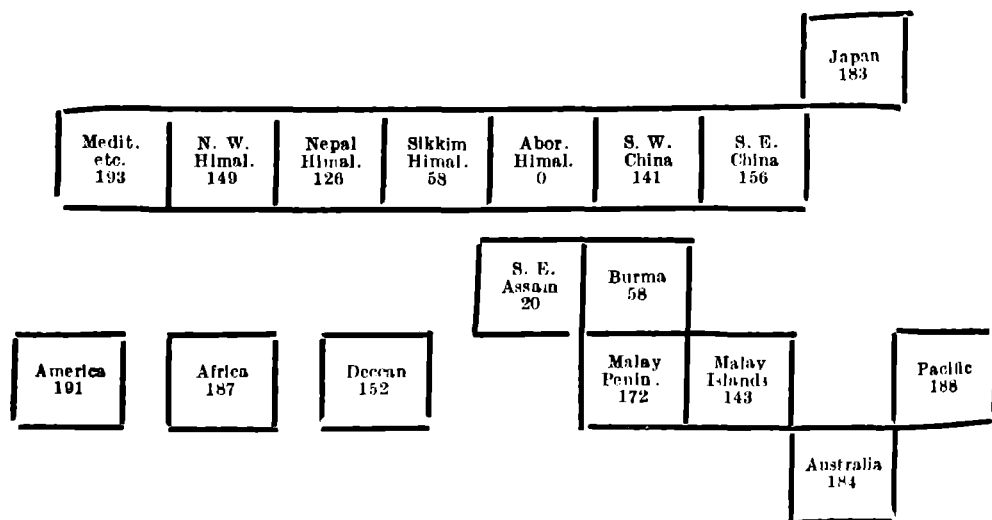 Japan
183
Medit.
etc.
193
N. W.
Himal.
149
Nepal
Himal.
126
Sikkim
Himal.
58
Abor.
Himal.
0
S. W.
China
141
S. E.
China
156
S. E.
Assam
20
Burma
58
America
191
Africa
187
Deccan
152
Malay
Penin.
172
Malay
Islands
143
Pacific
188
Australia
184